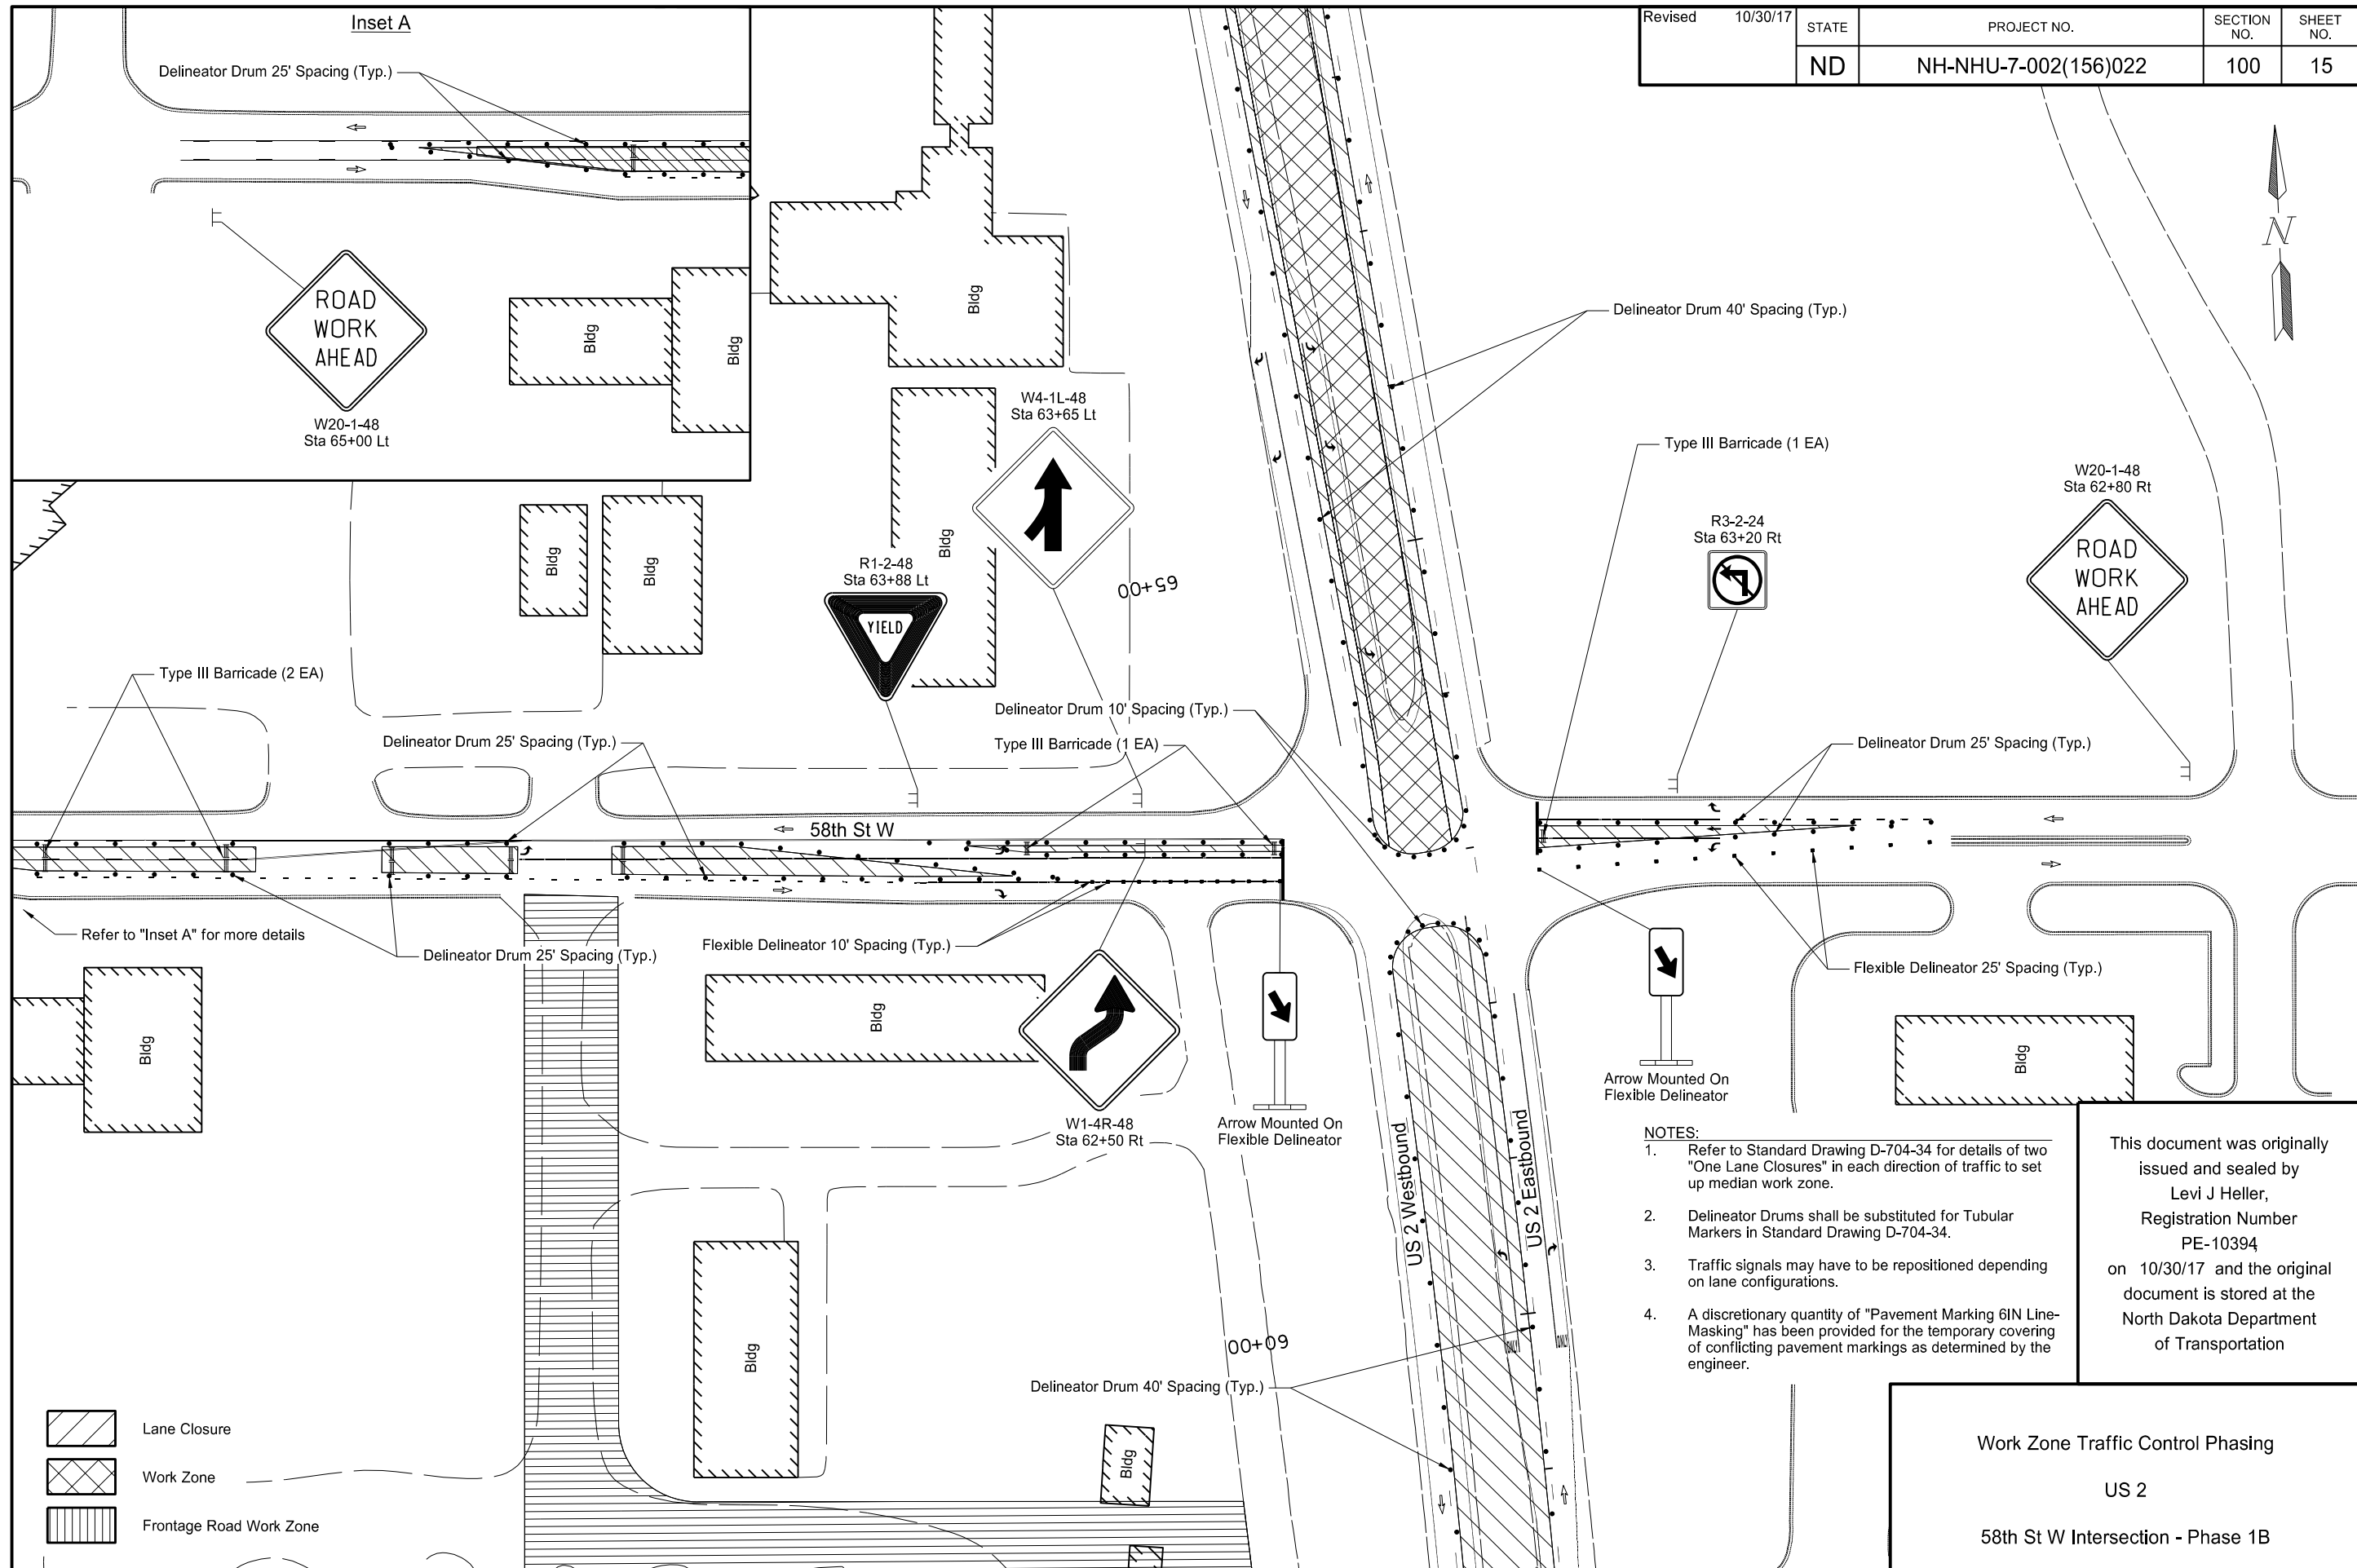 Inset A
Delineator Drum 25' Spacing (Typ.)
ROAD
WORK
AHEAD
W20-1-48
Sta 65+00 Lt
Bldg
Bldg
Revised 10/30/17
STATE
PROJECT NO.
SECTION
NO.
SHEET
NO.
ND
NH-NHU-7-002(156)022
100
15
N
Bldg
Delineator Drum 40' Spacing (Typ.)
W4-1L-48
Sta 63+65 Lt
Type III Barricade (1 EA)
W20-1-48
Sta 62+80 Rt
ROAD
WORK
AHEAD
R3-2-24
Sta 63+20 Rt
Bldg
Bldg
Bldg
R1-2-48
Sta 63+88 Lt
YIELD
65+00
Type III Barricade (2 EA)
Delineator Drum 25' Spacing (Typ.)
Delineator Drum 10' Spacing (Typ.)
Type III Barricade (1 EA)
Delineator Drum 25' Spacing (Typ.)
58th St W
Refer to "Inset A" for more details
Delineator Drum 25' Spacing (Typ.)
Flexible Delineator 10' Spacing (Typ.)
Flexible Delineator 25' Spacing (Typ.)
Bldg
Bldg
Bldg
W1-4R-48
Sta 62+50 Rt
Arrow Mounted On
Flexible Delineator
Arrow Mounted On
Flexible Delineator
US 2 Westbound
US 2 Eastbound
NOTES:
1. Refer to Standard Drawing D-704-34 for details of two
"One Lane Closures" in each direction of traffic to set
up median work zone.
2. Delineator Drums shall be substituted for Tubular
Markers in Standard Drawing D-704-34.
3. Traffic signals may have to be repositioned depending
on lane configurations.
4. A discretionary quantity of "Pavement Marking 6IN Line-
Masking" has been provided for the temporary covering
of conflicting pavement markings as determined by the
engineer.
This document was originally
issued and sealed by
Levi J Heller,
Registration Number
PE-10394,
on 10/30/17 and the original
document is stored at the
North Dakota Department
of Transportation
60+00
ONLY
ONLY
Bldg
Delineator Drum 40' Spacing (Typ.)
Bldg
Lane Closure
Work Zone
Frontage Road Work Zone
Work Zone Traffic Control Phasing
US 2
58th St W Intersection - Phase 1B